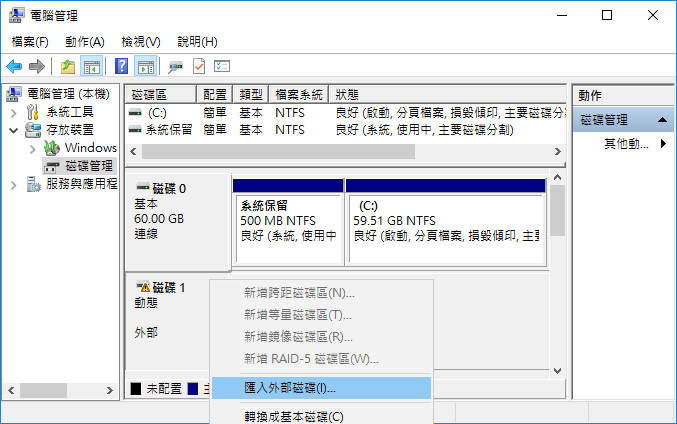 電腦管理
檔案(F) 動作(A) 檢視(V) 說明(H)
電腦管理 (本機)
系統工具
存放裝置
Windows
磁碟管理
服務與應用程
磁碟區 配置 類型 檔案系統 狀態
(C:) 簡單 基本 NTFS 良好 (啟動, 分頁檔案, 損毀傾印, 主要磁碟分
系統保留 簡單 基本 NTFS 良好 (系統, 使用中, 主要磁碟分割)
磁碟 0
基本
60.00 GB
連線
系統保留
500 MB NTFS
良好 (系統, 使用中
(C:)
59.51 GB NTFS
良好 (啟動, 分頁檔案, 損毀傾印, 主
磁碟 1
動態
外部
新增跨距磁碟區(N)...
新增等量磁碟區(T)...
新增鏡像磁碟區(R)...
新增 RAID-5 磁碟區(W)...
匯入外部磁碟(I)...
轉換成基本磁碟(C)
未配置
動作
磁碟管理
其他動...